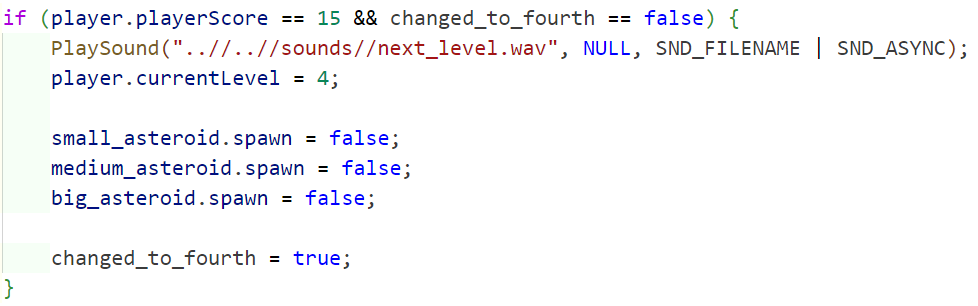 if (player.playerScore == 15 && changed_to_fourth == false) {
PlaySound("..//..//sounds//next_level.wav", NULL, SND_FILENAME | SND_ASYNC);
player.currentLevel = 4;
small_asteroid.spawn = false;
medium_asteroid.spawn = false;
big_asteroid.spawn = false;
changed_to_fourth = true;
}